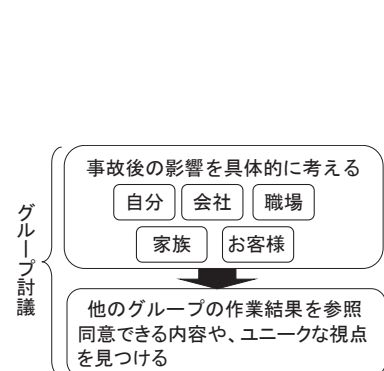 グループ討議
事故後の影響を具体的に考える
自分 会社 職場
家族 お客様
他のグループの作業結果を参照
同意できる内容や、ユニークな視点
を見つける